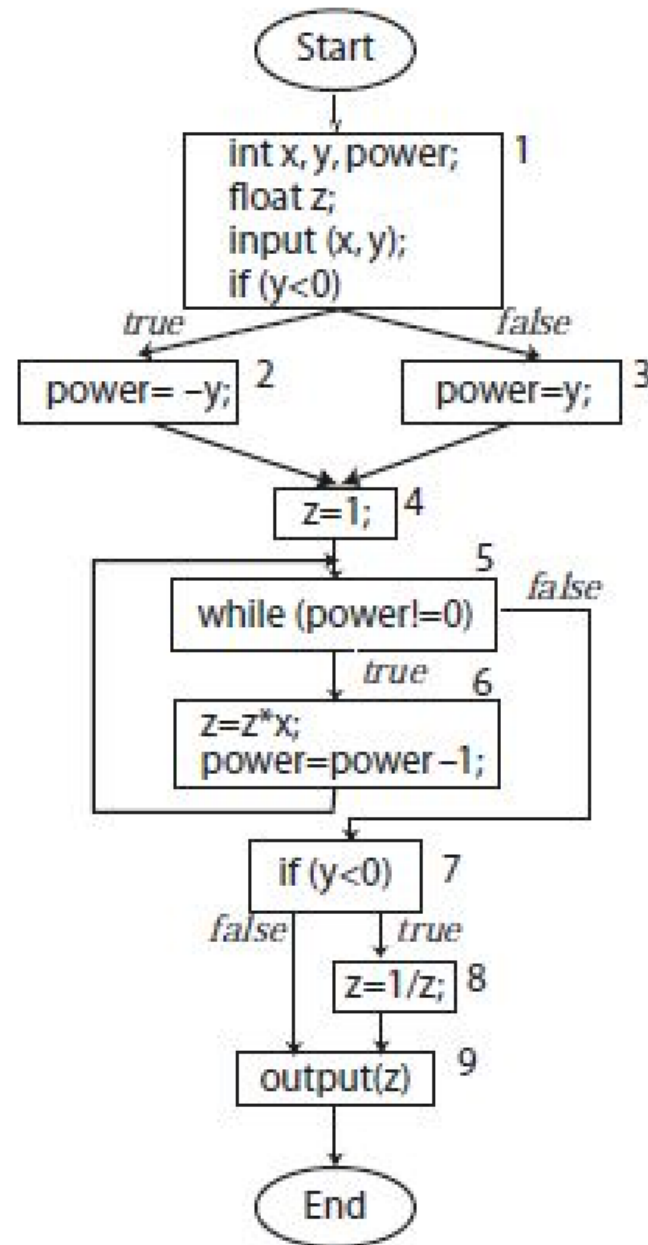 Start
int x, y, power; 1
float z;
input (x, y);
if (y<0)
true false
power= –y; 2
power=y; 3
z=1; 4
5
while (power!=0) false
true
6
z=z*x;
power=power–1;
if (y<0) 7
false true
z=1/z; 8
output(z) 9
End